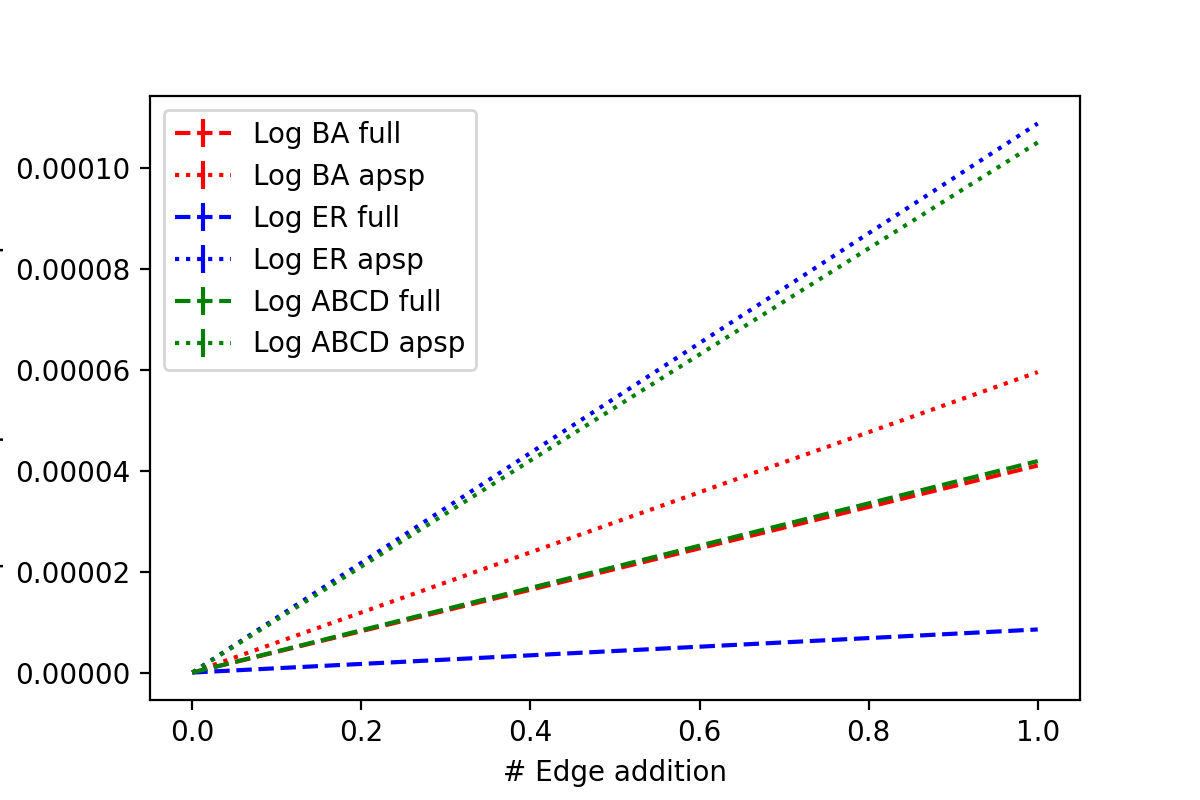 Log BA full
Log BA apsp
Log ER full
Log ER apsp
Log ABCD full
Log ABCD apsp
0.00010
0.00008
0.00006
0.00004
0.00002
0.00000
0.0 0.2 0.4 0.6 0.8 1.0
# Edge addition